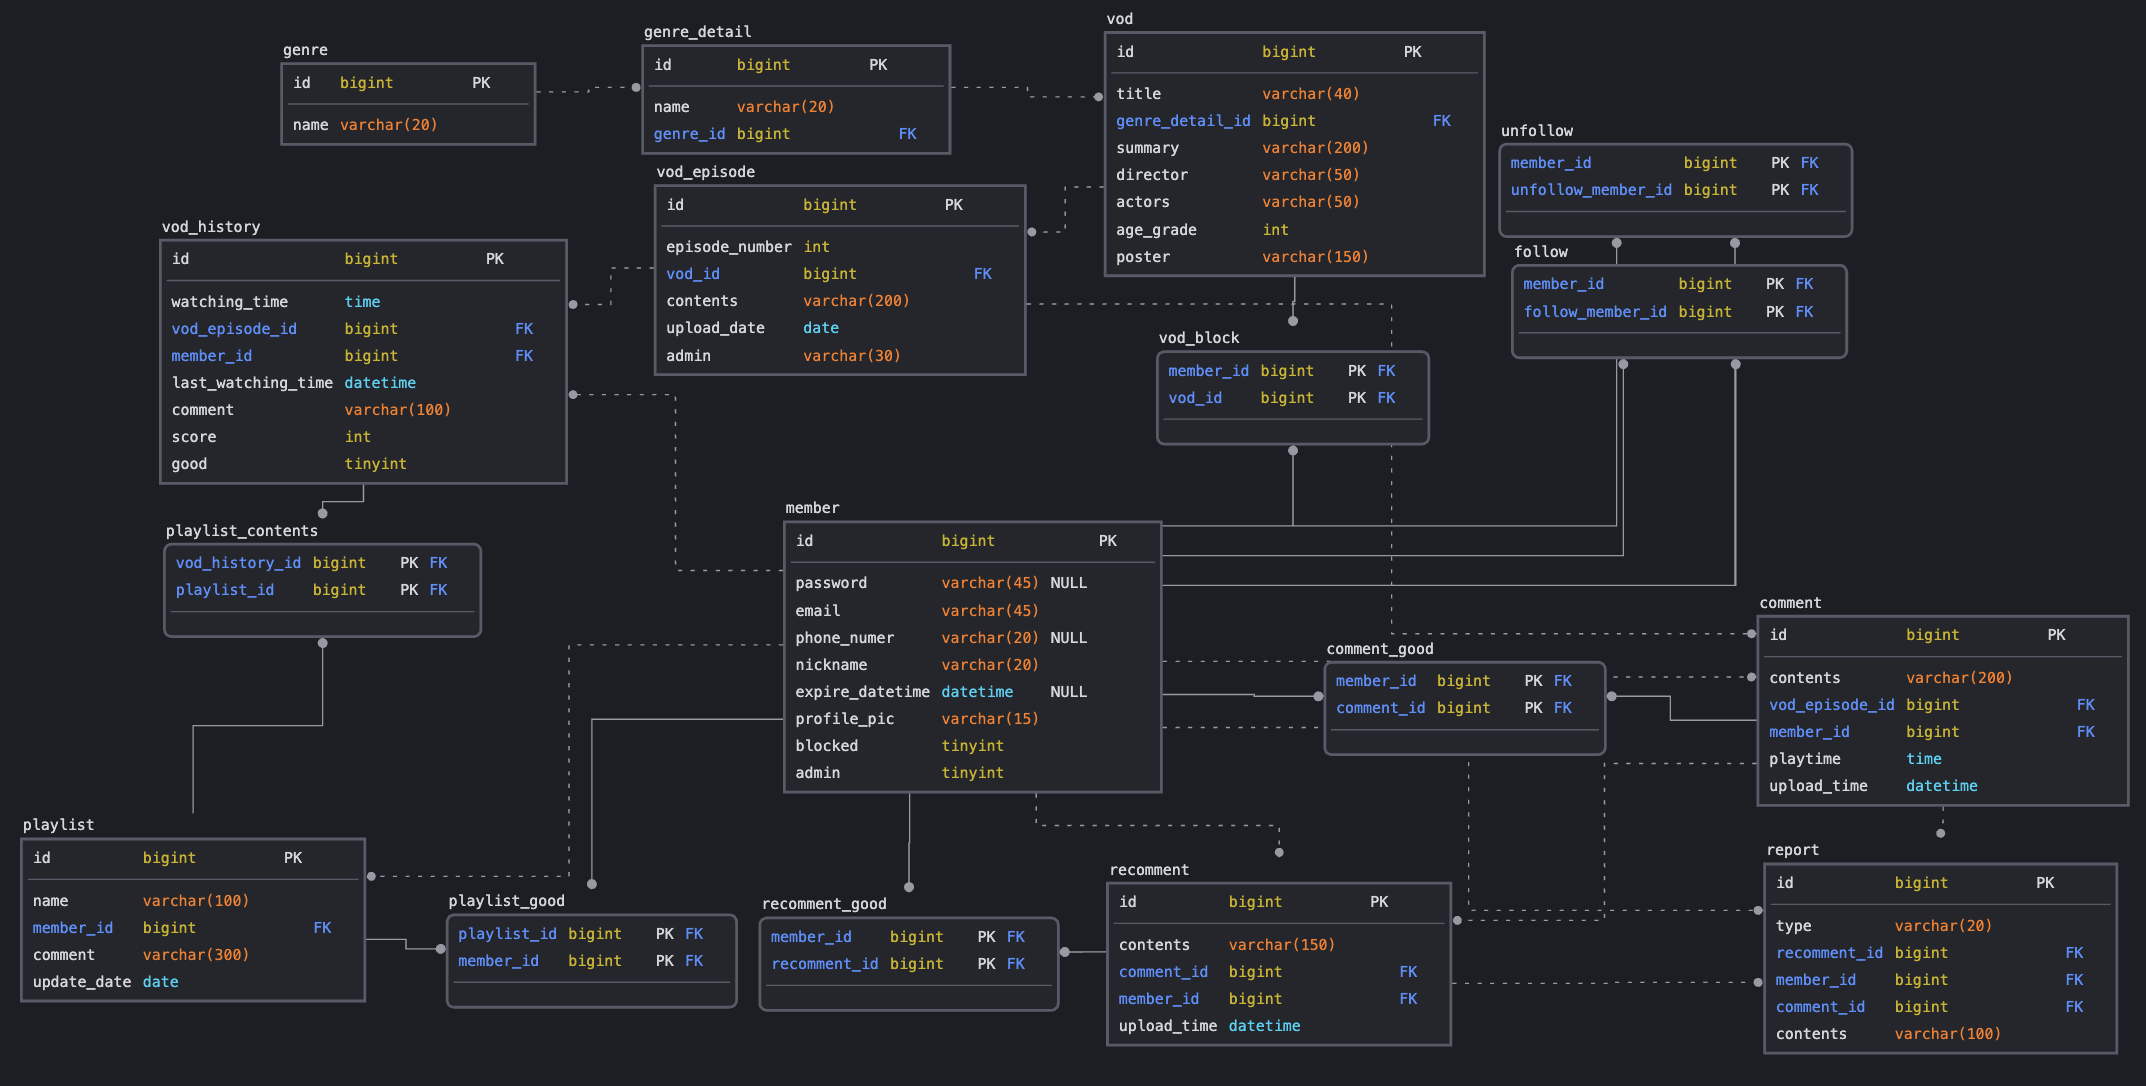 genre
id bigint PK
name varchar(20)
genre_detail
id bigint PK
name varchar(20)
genre_id bigint FK
vod
id bigint PK
title varchar(40)
genre_detail_id bigint FK
summary varchar(200)
director varchar(50)
actors varchar(50)
age_grade int
poster varchar(150)
unfollow
member_id bigint PK FK
unfollow_member_id bigint PK FK
follow
member_id bigint PK FK
follow_member_id bigint PK FK
vod_episode
id bigint PK
episode_number int
vod_id bigint FK
contents varchar(200)
upload_date date
admin varchar(30)
vod_history
id bigint PK
watching_time time
vod_episode_id bigint FK
member_id bigint FK
last_watching_time datetime
comment varchar(100)
score int
good tinyint
vod_block
member_id bigint PK FK
vod_id bigint PK FK
playlist_contents
vod_history_id bigint PK FK
playlist_id bigint PK FK
member
id bigint PK
password varchar(45) NULL
email varchar(45)
phone_numer varchar(20) NULL
nickname varchar(20)
expire_datetime datetime NULL
profile_pic varchar(15)
blocked tinyint
admin tinyint
comment_good
member_id bigint PK FK
comment_id bigint PK FK
comment
id bigint PK
contents varchar(200)
vod_episode_id bigint FK
member_id bigint FK
playtime time
upload_time datetime
playlist
id bigint PK
name varchar(100)
member_id bigint FK
comment varchar(300)
update_date date
playlist_good
playlist_id bigint PK FK
member_id bigint PK FK
recomment_good
member_id bigint PK FK
recomment_id bigint PK FK
recomment
id bigint PK
contents varchar(150)
comment_id bigint FK
member_id bigint FK
upload_time datetime
report
id bigint PK
type varchar(20)
recomment_id bigint FK
member_id bigint FK
comment_id bigint FK
contents varchar(100)